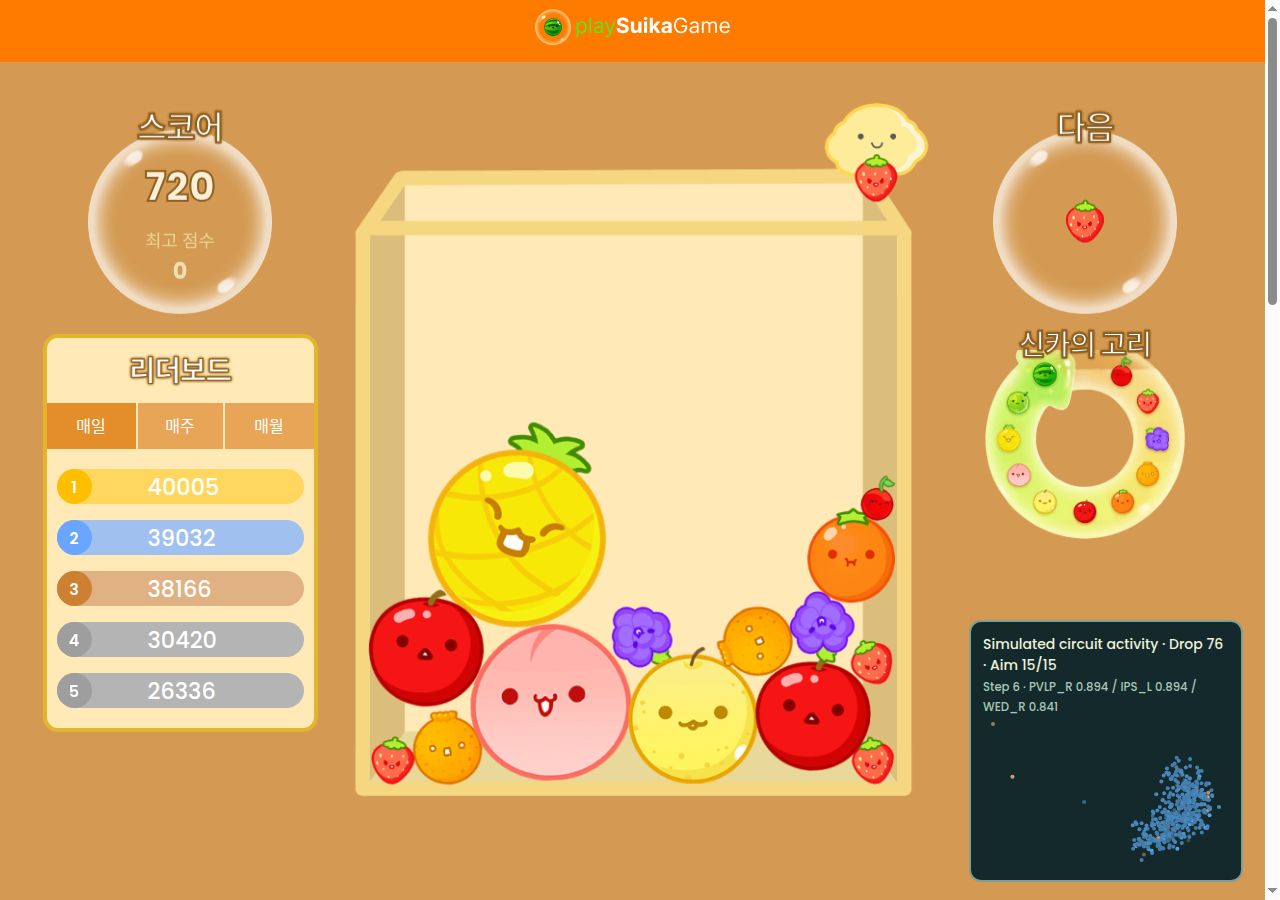 playSuikaGame
스코어
720
최고 점수
0
리더보드
매일 매주 매월
1 40005
2 39032
3 38166
4 30420
5 26336
다음
신카의 고리
Simulated circuit activity · Drop 76
· Aim 15/15
Step 6 · PVLP_R 0.894 / IPS_L 0.894 /
WED_R 0.841